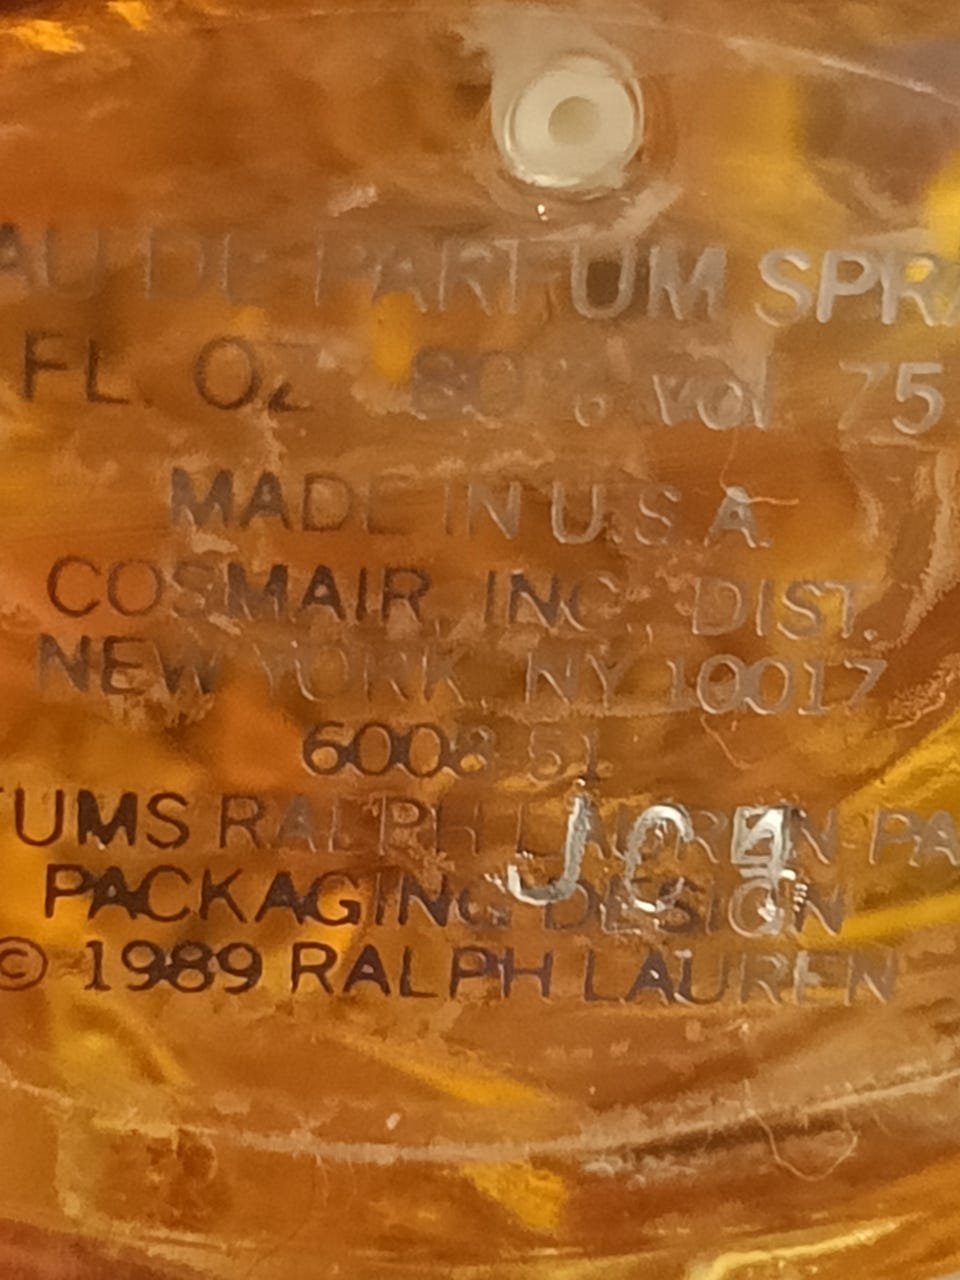 AU DE PARFUM SPRA
FL. OZ. 80% vol. 75
MADE IN U.S.A.
COSMAIR, INC., DIST.
NEW YORK, NY 10017
6008 51
UMS RALPH LAUREN-PA
JC4
PACKAGING DESIGN
© 1989 RALPH LAUREN